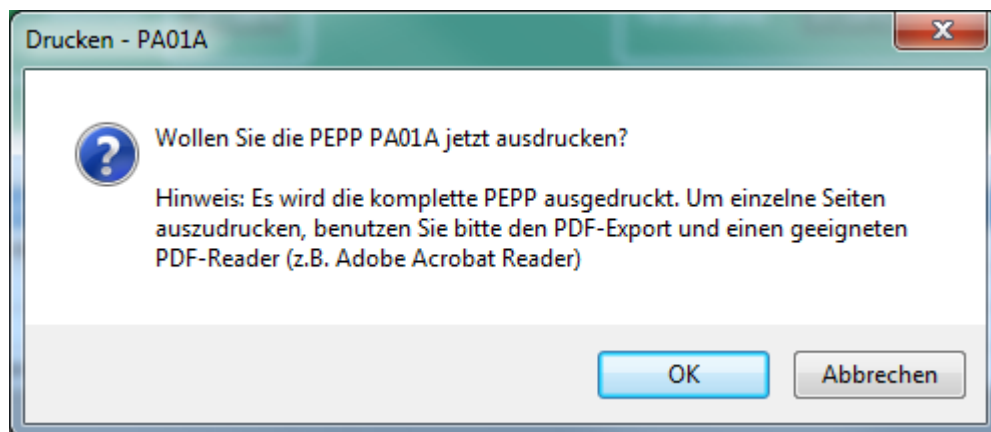 Drucken - PA01A
Wollen Sie die PEPP PA01A jetzt ausdrucken?
Hinweis: Es wird die komplette PEPP ausgedruckt. Um einzelne Seiten
auszudrucken, benutzen Sie bitte den PDF-Export und einen geeigneten
PDF-Reader (z.B. Adobe Acrobat Reader)
OK
Abbrechen